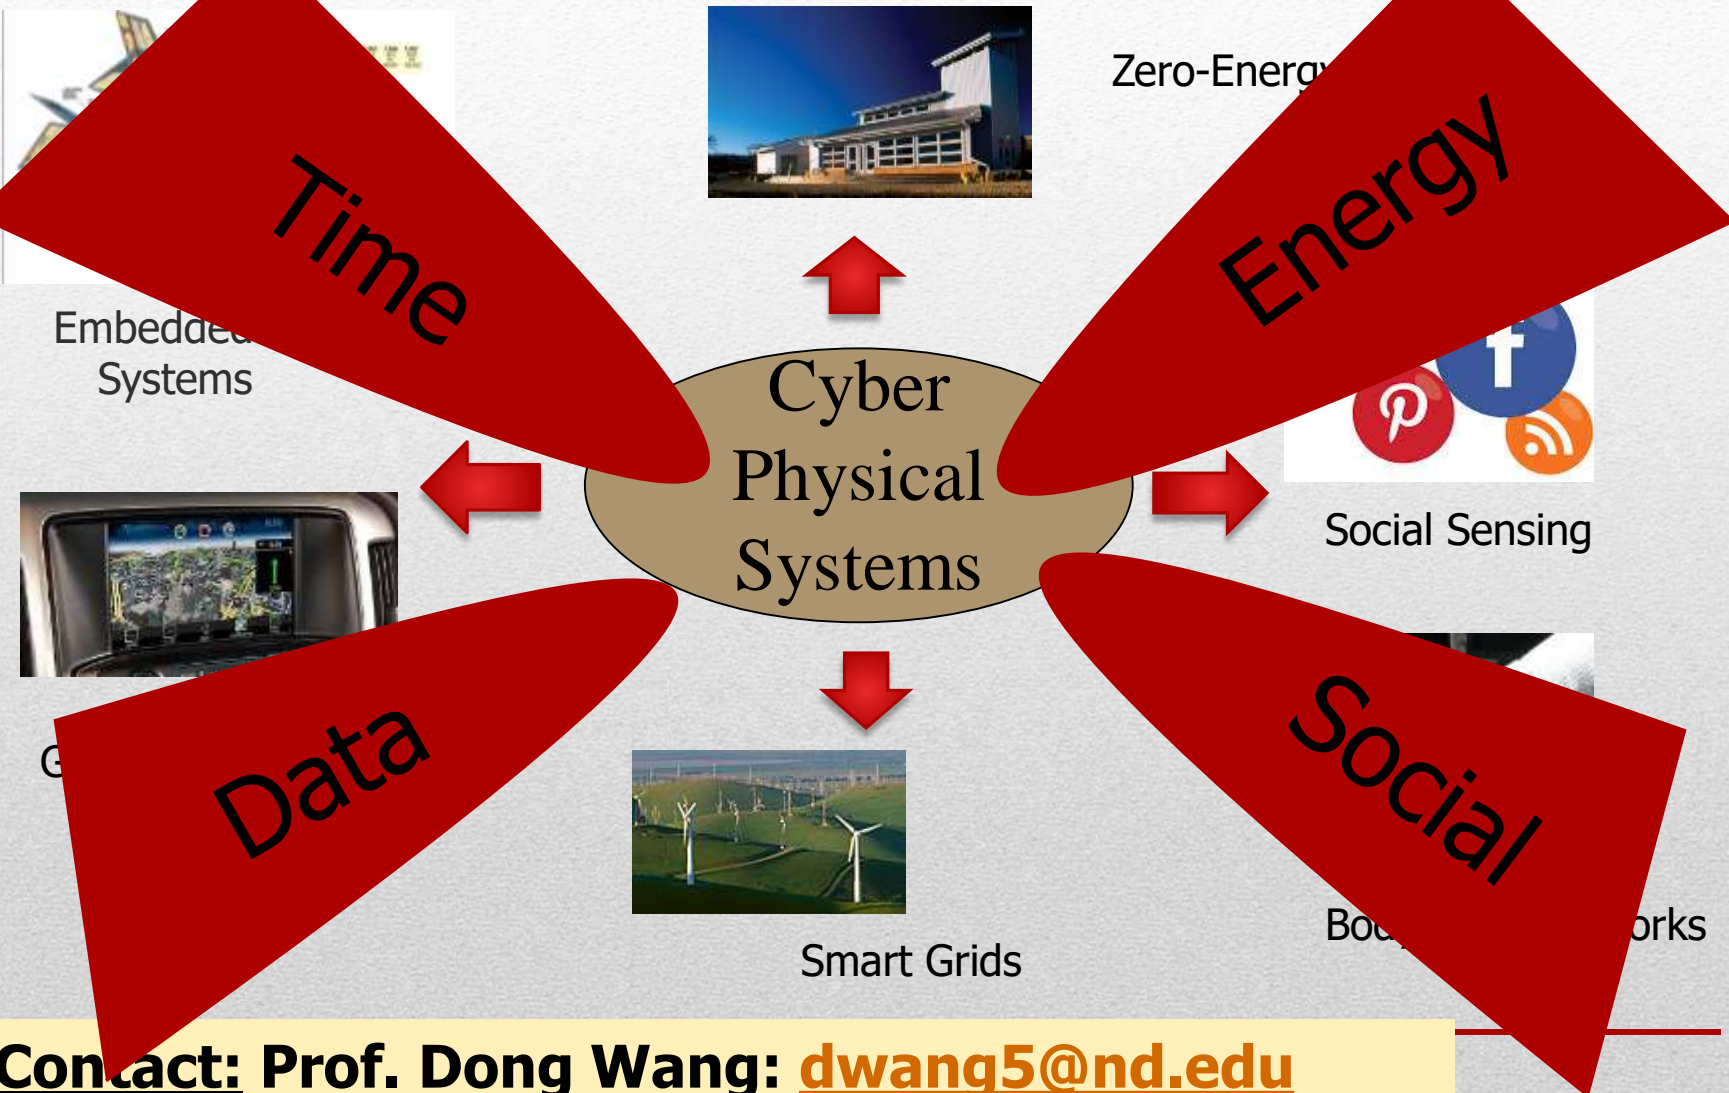 Zero-Energy
Time
Energy
Embedded
Systems
Cyber
Physical
Systems
Social Sensing
Data
Social
Smart Grids
Contact: Prof. Dong Wang: dwang5@nd.edu